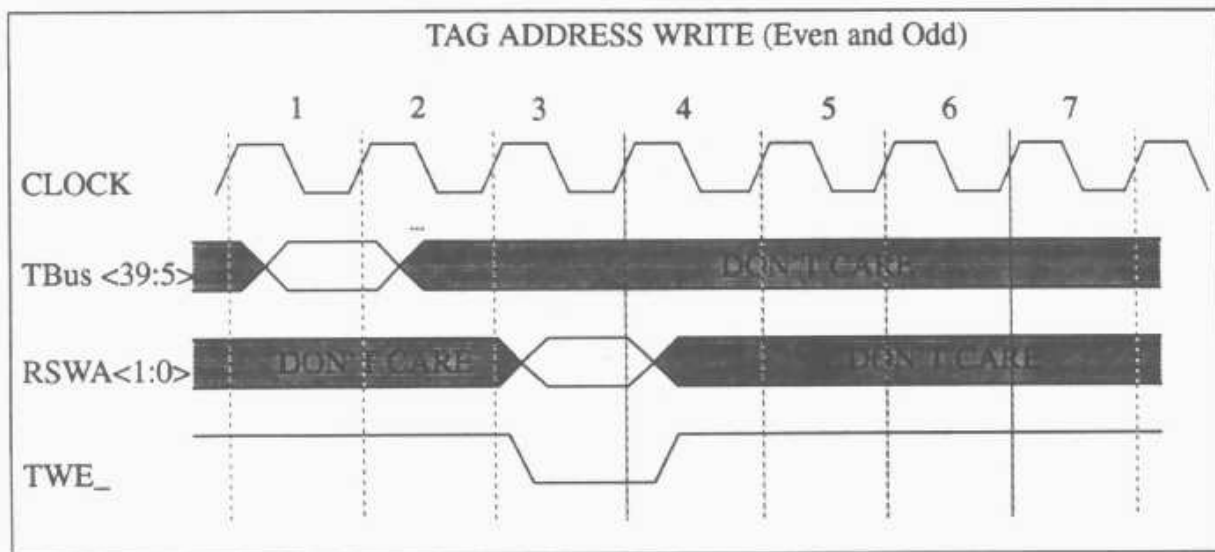 TAG ADDRESS WRITE (Even and Odd)
1 2 3 4 5 6 7
CLOCK
TBus <39:5>
DON'T CARE
RSWA<1:0>
DON'T CARE
DON'T CARE
TWE_